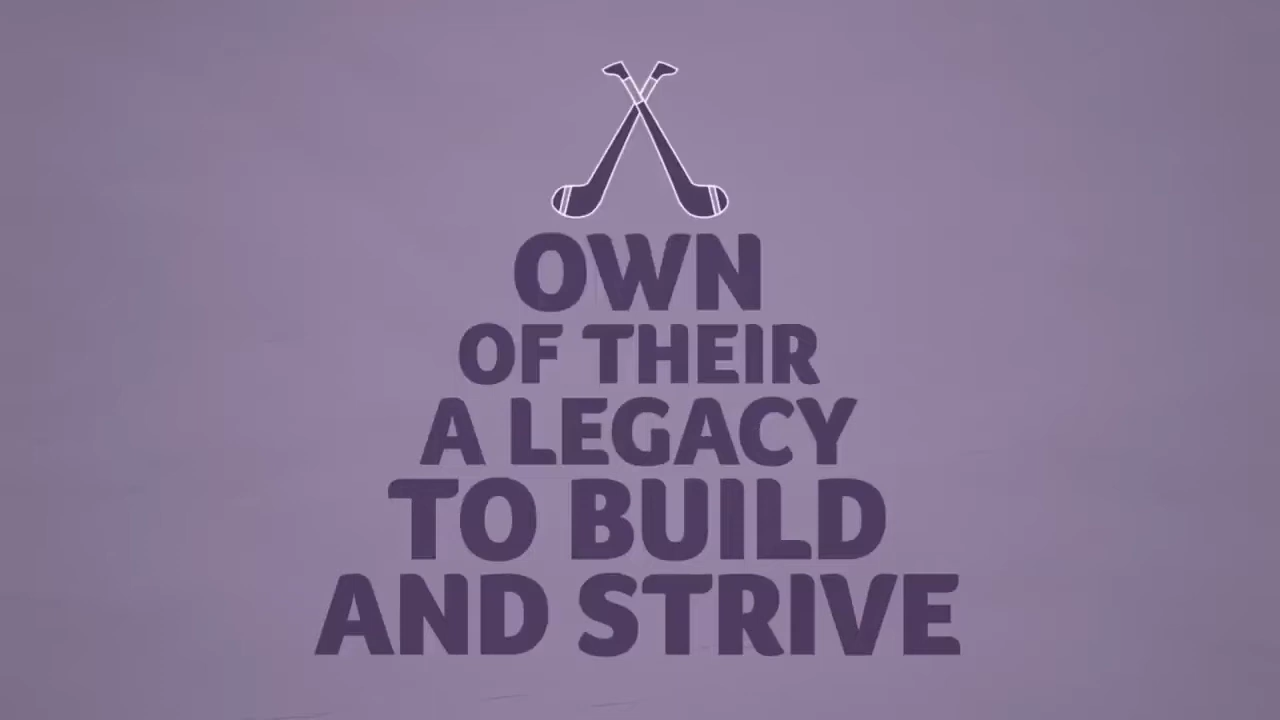 OWN
OF THEIR
A LEGACY
TO BUILD
AND STRIVE